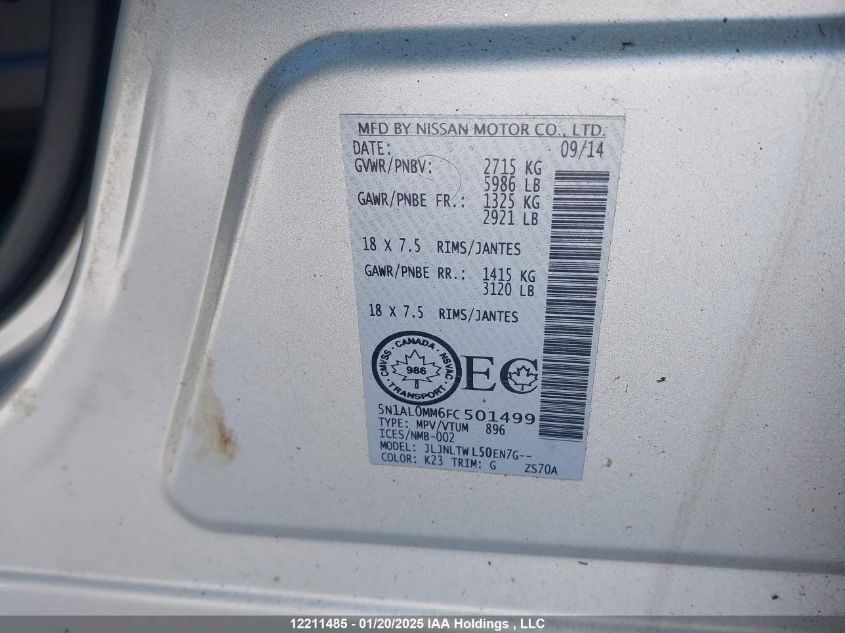 MFD BY NISSAN MOTOR CO., LTD.
DATE: 09/14
GVWR/PNBV: 2715 KG
5986 LB
GAWR/PNBE FR.: 1325 KG
2921 LB
18 X 7.5 RIMS/JANTES
GAWR/PNBE RR.: 1415 KG
3120 LB
18 X 7.5 RIMS/JANTES
CANADA
CMVSS · NSVAC
986
TRANSPORT
EC
5N1AL0MM6FC501499
TYPE: MPV/VTUM 896
ICES/NMB-002
MODEL: JLJNLTWL50EN7G--
COLOR: K23 TRIM: G ZS70A
12211485 - 01/20/2025 IAA Holdings , LLC